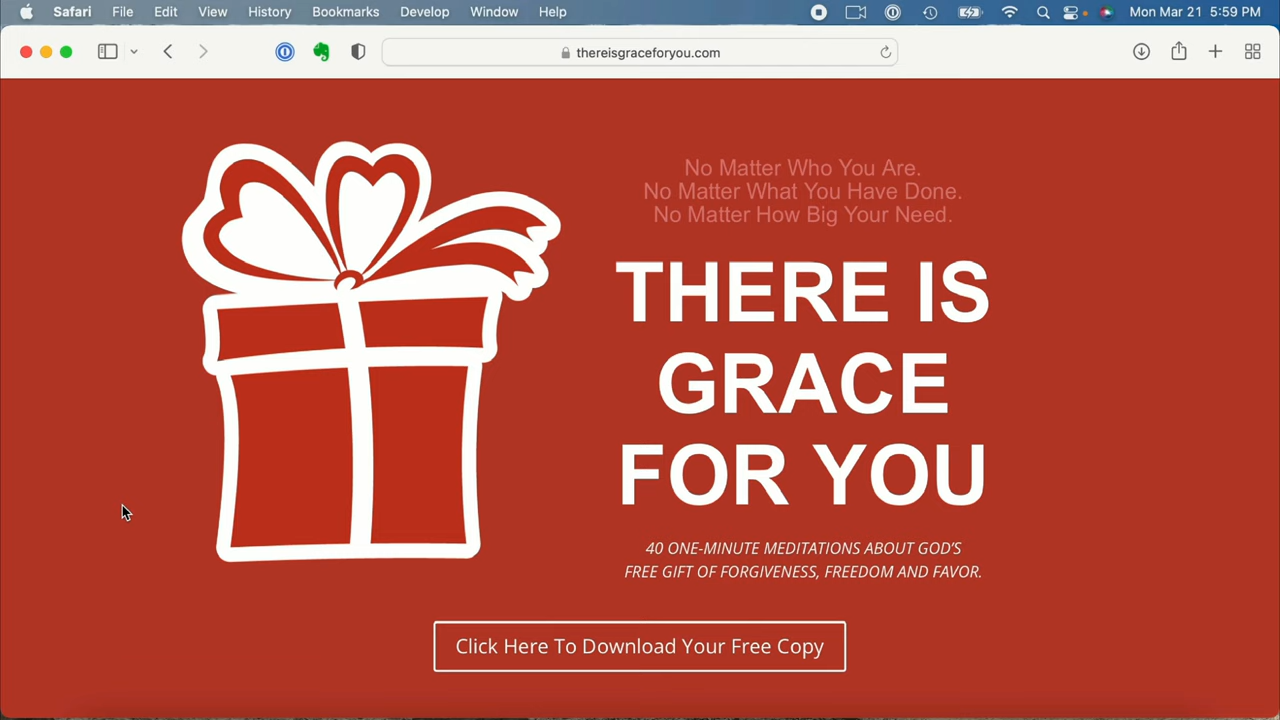 Safari File Edit View History Bookmarks Develop Window Help Mon Mar 21 5:59 PM
thereisgraceforyou.com
No Matter Who You Are.
No Matter What You Have Done.
No Matter How Big Your Need.
THERE IS
GRACE
FOR YOU
40 ONE-MINUTE MEDITATIONS ABOUT GOD'S
FREE GIFT OF FORGIVENESS, FREEDOM AND FAVOR.
Click Here To Download Your Free Copy